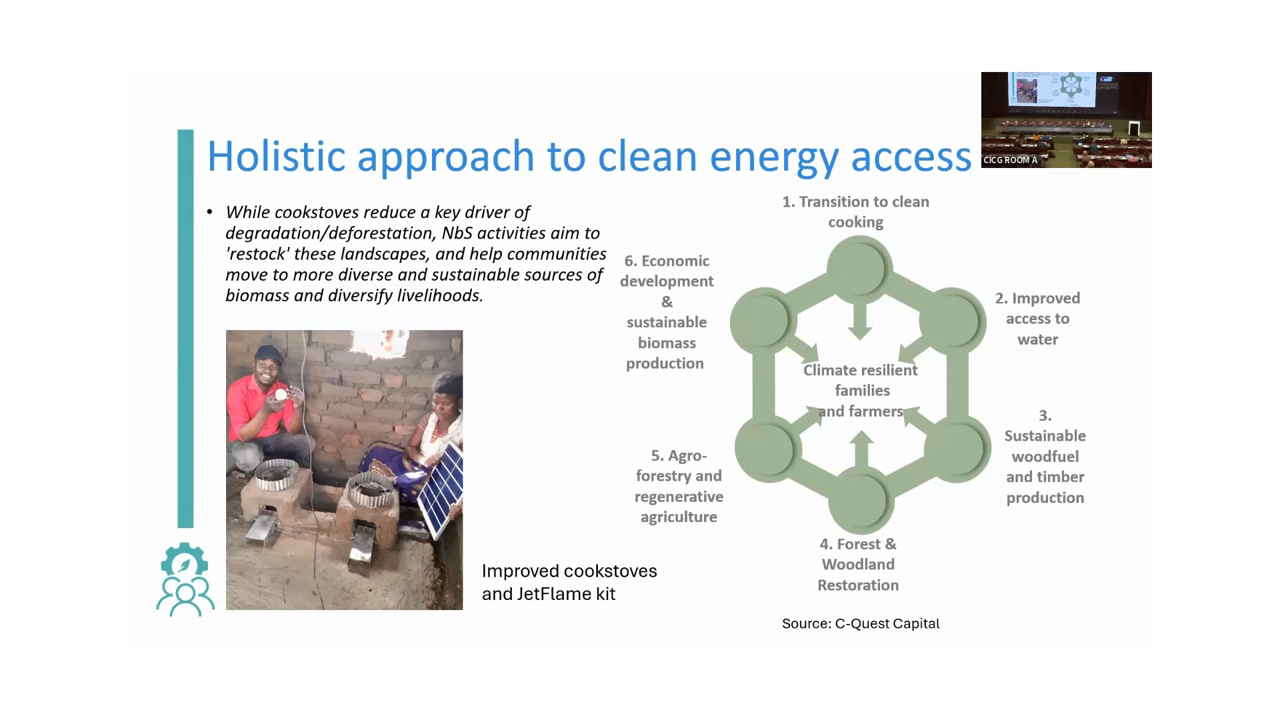 Holistic approach to clean energy access
CICG ROOM A
• While cookstoves reduce a key driver of
degradation/deforestation, NbS activities aim to
'restock' these landscapes, and help communities
move to more diverse and sustainable sources of
biomass and diversify livelihoods.
Improved cookstoves
and JetFlame kit
1. Transition to clean
cooking
2. Improved
access to
water
3.
Sustainable
woodfuel
and timber
production
4. Forest &
Woodland
Restoration
5. Agro-
forestry and
regenerative
agriculture
6. Economic
development
&
sustainable
biomass
production
Climate resilient
families
and farmers
Source: C-Quest Capital